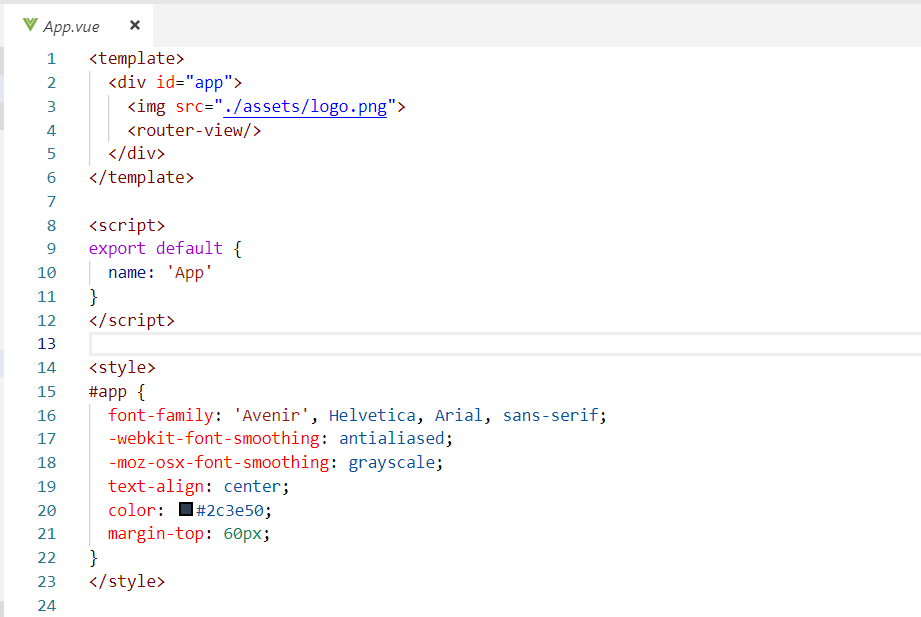 App.vue ×
1 <template>
2   <div id="app">
3     <img src="./assets/logo.png">
4     <router-view/>
5   </div>
6 </template>
7
8 <script>
9 export default {
10   name: 'App'
11 }
12 </script>
13
14 <style>
15 #app {
16   font-family: 'Avenir', Helvetica, Arial, sans-serif;
17   -webkit-font-smoothing: antialiased;
18   -moz-osx-font-smoothing: grayscale;
19   text-align: center;
20   color: #2c3e50;
21   margin-top: 60px;
22 }
23 </style>
24